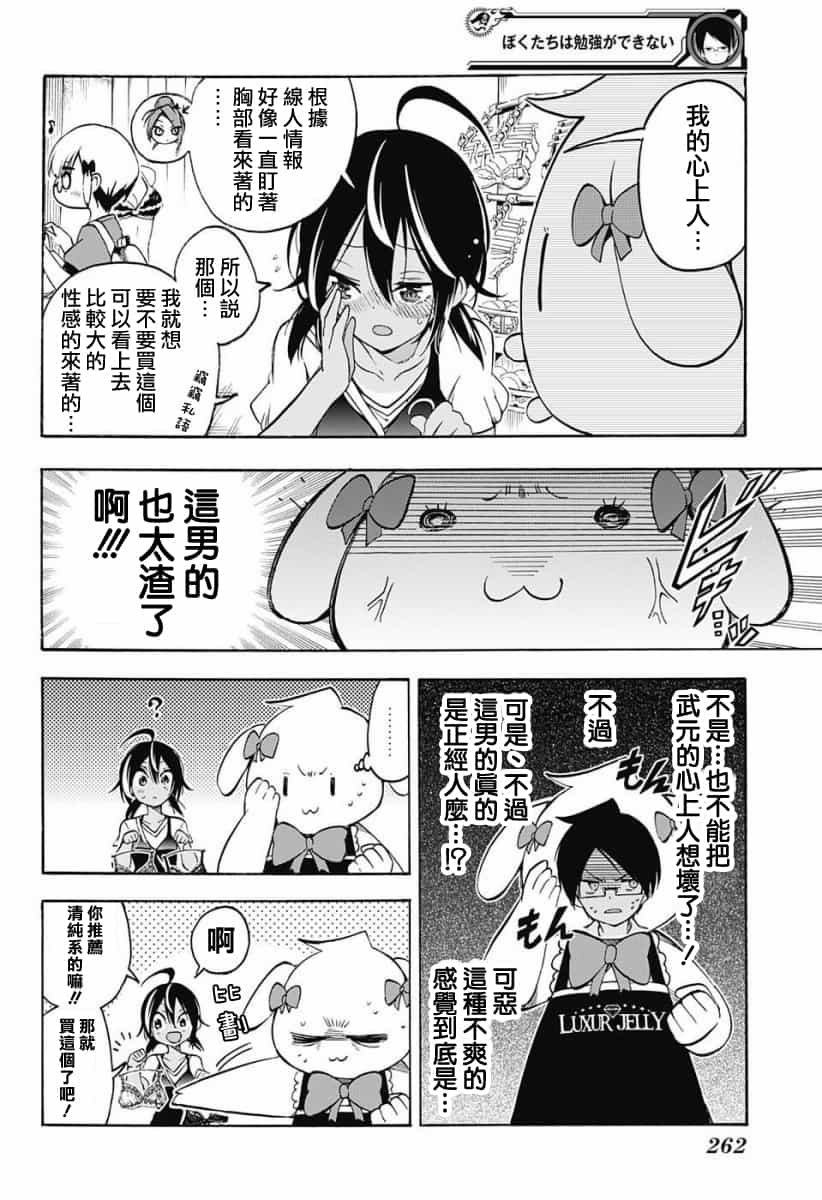 ぼくたちは勉強ができない
我的心上人…
根據
線人情報
好像一直盯著
胸部看來著的
……
所以說
那個…
我就想
要不要買這個
可以看上去
比較大的
性感的來著的…
竊竊私語
這男的
也太渣了
啊!!!
不是…也不能把
武元的心上人想壞了…!
不過
可是、不過
這男的真的
是正經人麼…!?
もん
もん
可惡
這種不爽的
感覺到底是…
LUXUR JELLY
……
?
啊
比劃
你推薦
清純系的嘛!!
那就
買這個了吧!
262